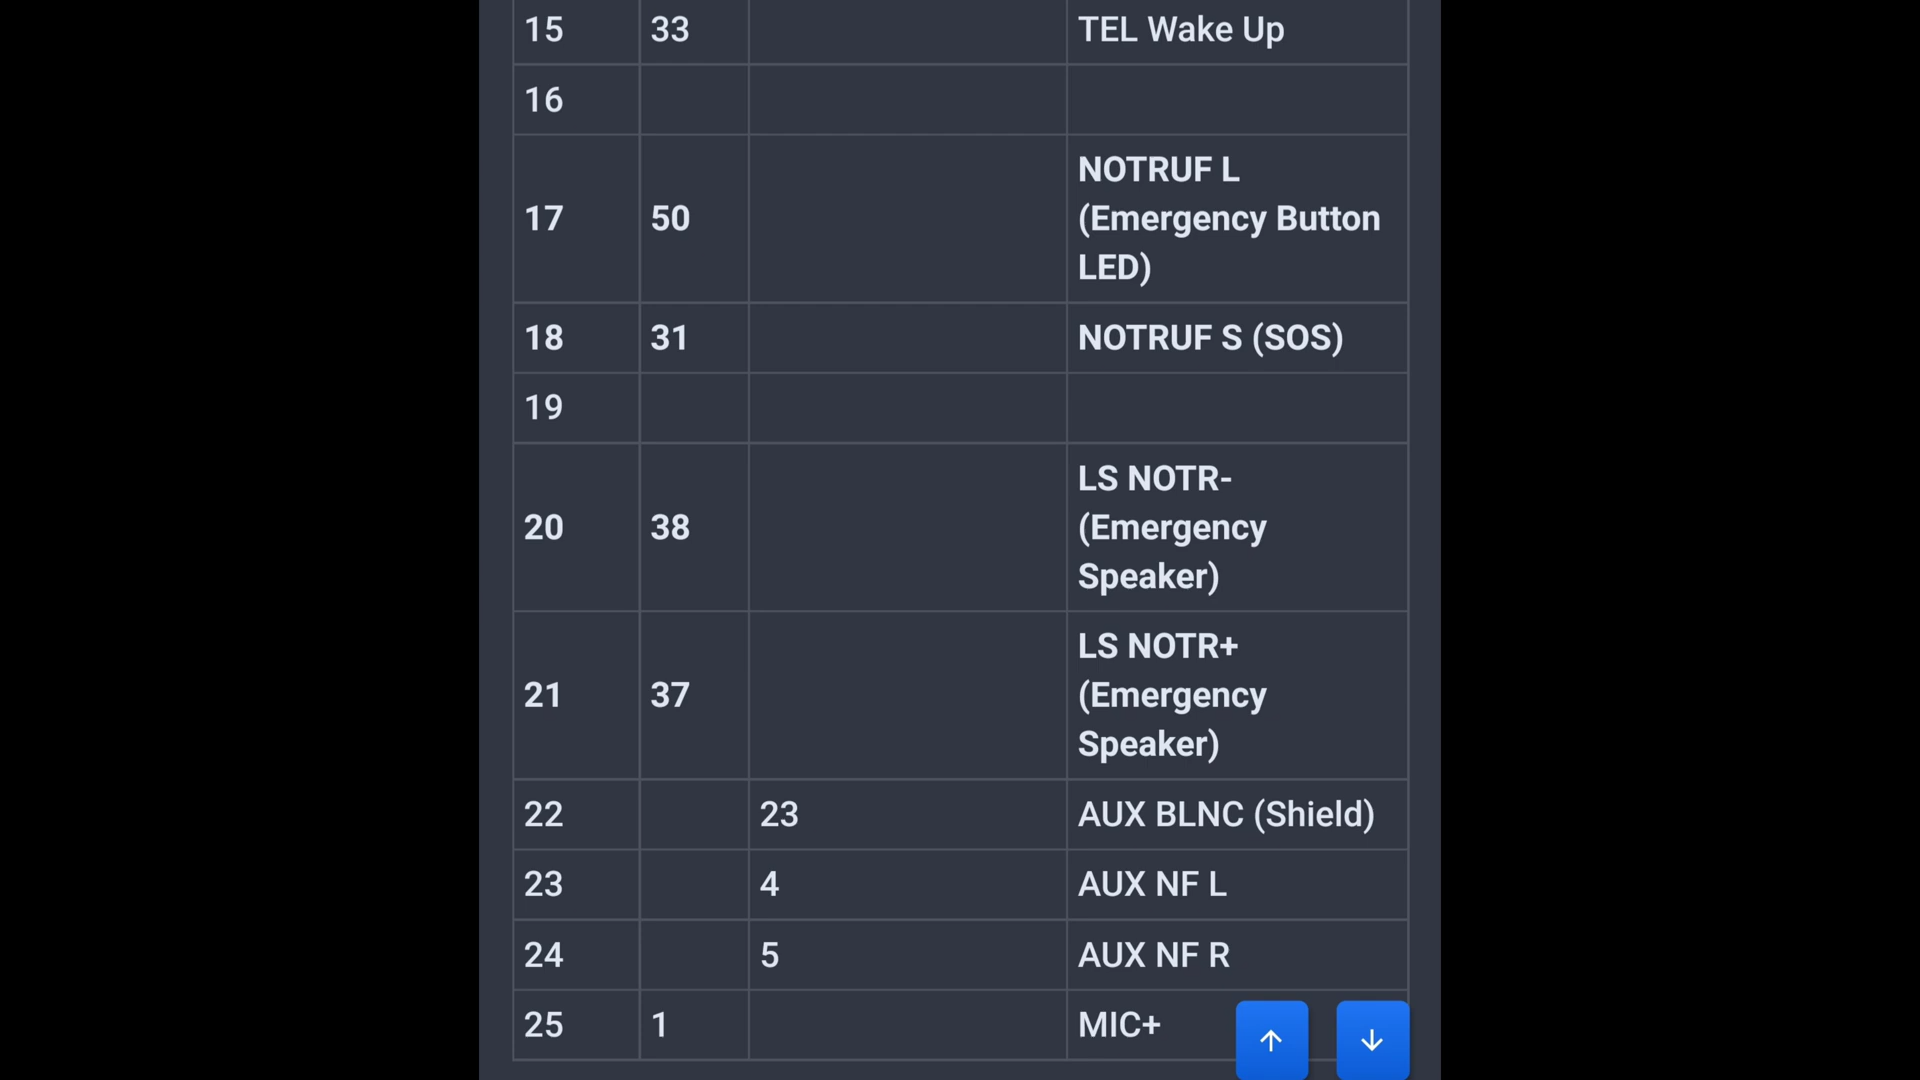 15 33 TEL Wake Up
16
17 50 NOTRUF L
(Emergency Button
LED)
18 31 NOTRUF S (SOS)
19
20 38 LS NOTR-
(Emergency
Speaker)
21 37 LS NOTR+
(Emergency
Speaker)
22 23 AUX BLNC (Shield)
23 4 AUX NF L
24 5 AUX NF R
25 1 MIC+